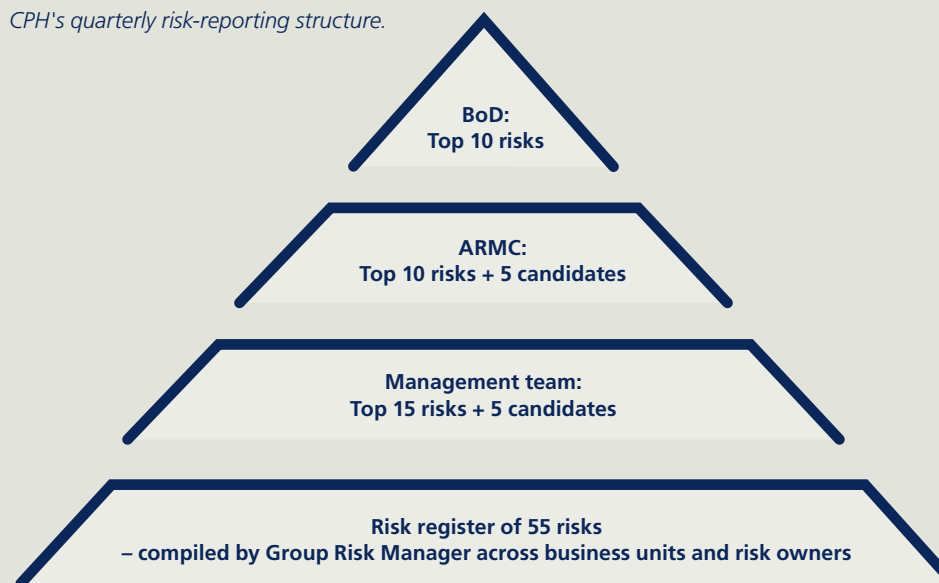 CPH's quarterly risk-reporting structure.
BoD:
Top 10 risks
ARMC:
Top 10 risks + 5 candidates
Management team:
Top 15 risks + 5 candidates
Risk register of 55 risks
– compiled by Group Risk Manager across business units and risk owners